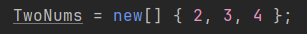 TwoNums = new[] { 2, 3, 4 };